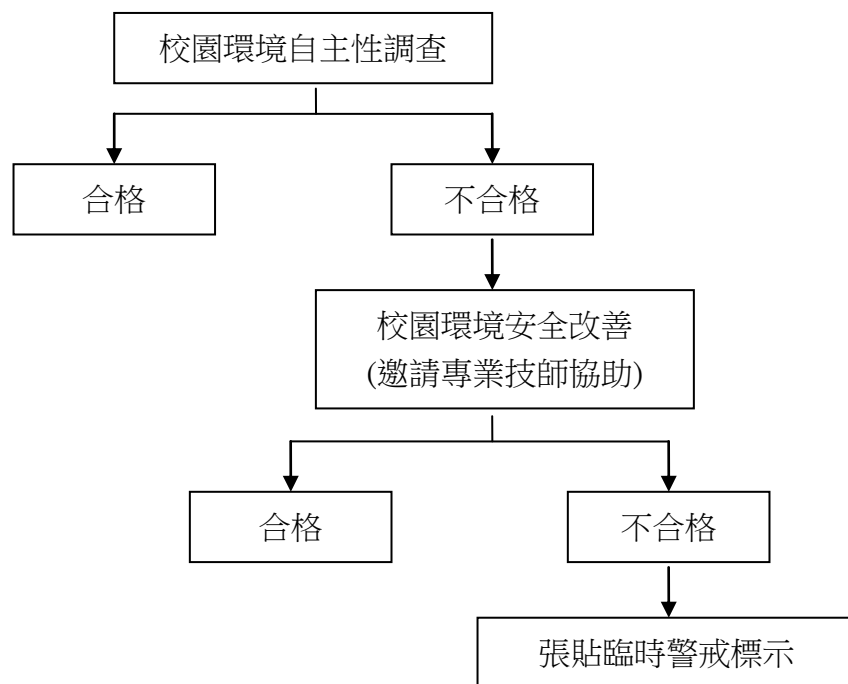 校園環境自主性調查
合格
不合格
校園環境安全改善
(邀請專業技師協助)
合格
不合格
張貼臨時警戒標示